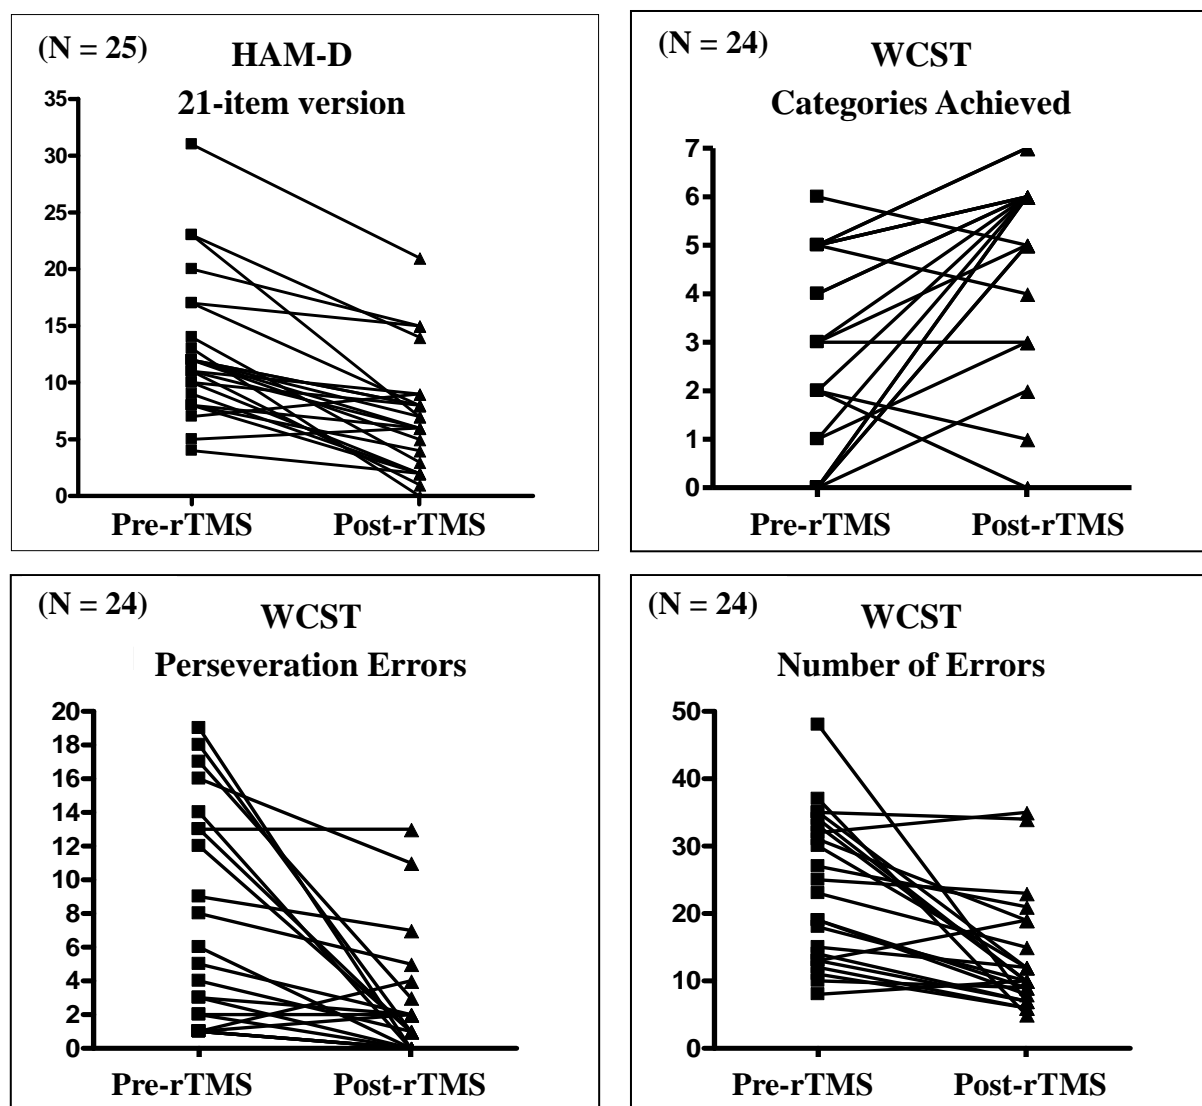 (N = 25)
HAM-D
21-item version
35
30
25
20
15
10
5
0
Pre-rTMS Post-rTMS
(N = 24)
WCST
Categories Achieved
7
6
5
4
3
2
1
0
Pre-rTMS Post-rTMS
(N = 24)
WCST
Perseveration Errors
20
18
16
14
12
10
8
6
4
2
0
Pre-rTMS Post-rTMS
(N = 24)
WCST
Number of Errors
50
40
30
20
10
0
Pre-rTMS Post-rTMS